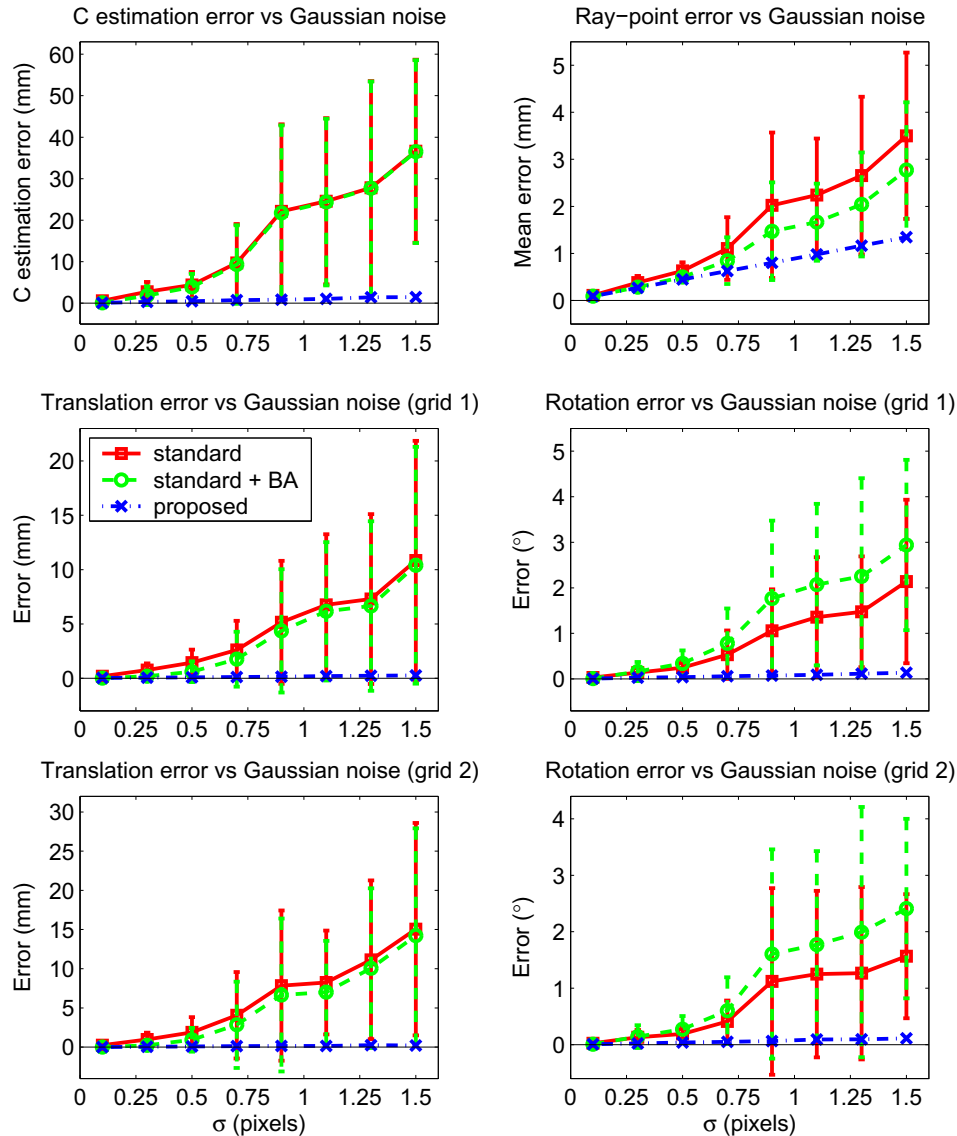 C estimation error vs Gaussian noise
C estimation error (mm)
60
50
40
30
20
10
0
0 0.25 0.5 0.75 1 1.25 1.5
Ray−point error vs Gaussian noise
Mean error (mm)
5
4
3
2
1
0
0 0.25 0.5 0.75 1 1.25 1.5
Translation error vs Gaussian noise (grid 1)
Error (mm)
20
15
10
5
0
standard
standard + BA
proposed
0 0.25 0.5 0.75 1 1.25 1.5
Rotation error vs Gaussian noise (grid 1)
Error (°)
5
4
3
2
1
0
0 0.25 0.5 0.75 1 1.25 1.5
Translation error vs Gaussian noise (grid 2)
Error (mm)
30
25
20
15
10
5
0
0 0.25 0.5 0.75 1 1.25 1.5
σ (pixels)
Rotation error vs Gaussian noise (grid 2)
Error (°)
4
3
2
1
0
0 0.25 0.5 0.75 1 1.25 1.5
σ (pixels)